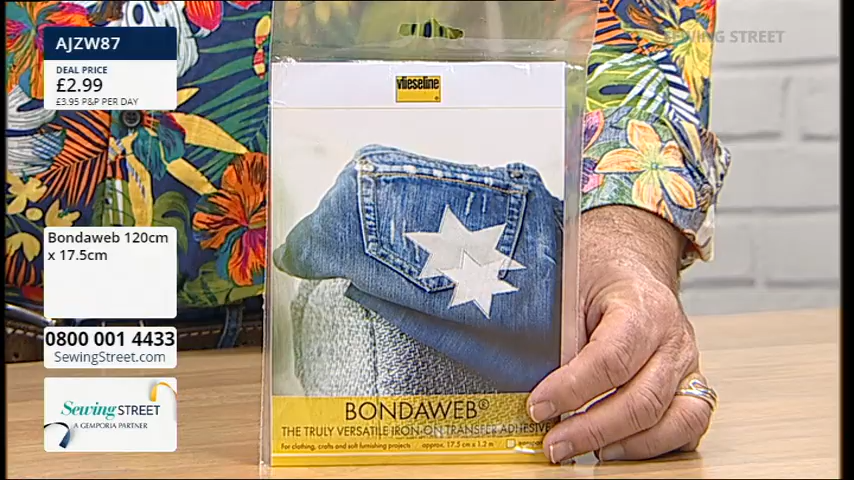 AJZW87
DEAL PRICE
£2.99
£3.95 P&P PER DAY
Bondaweb 120cm
x 17.5cm
0800 001 4433
SewingStreet.com
Sewing STREET
A GEMPORIA PARTNER
SEWING STREET
vlieseline
BONDAWEB®
THE TRULY VERSATILE IRON-ON TRANSFER ADHESIVE
For clothing, crafts and soft furnishing projects approx. 17.5 cm x 1.2 m